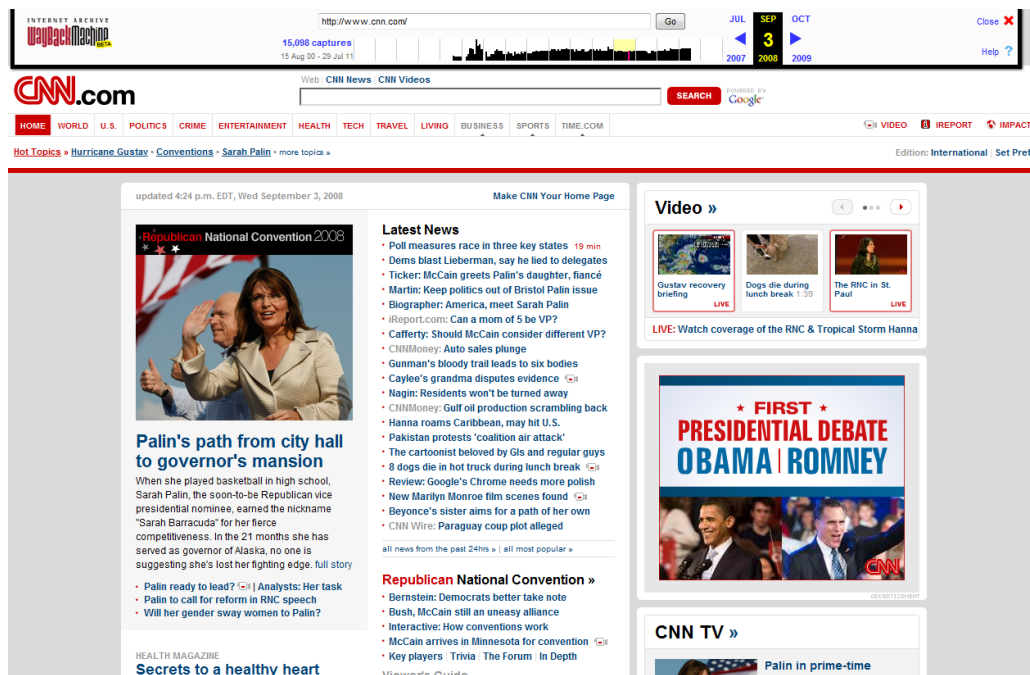 INTERNET ARCHIVE
WayBackMachine
BETA
http://www.cnn.com/
Go
15,098 captures
15 Aug 00 - 29 Jul 11
JUL SEP OCT
3
2007 2008 2009
Close
Help ?
CNN.com
Web | CNN News | CNN Videos
SEARCH
POWERED BY
Google
HOME WORLD U.S. POLITICS CRIME ENTERTAINMENT HEALTH TECH TRAVEL LIVING BUSINESS SPORTS TIME.COM
VIDEO IREPORT IMPACT
Hot Topics » Hurricane Gustav • Conventions • Sarah Palin • more topics »
Edition: International | Set Pref
updated 4:24 p.m. EDT, Wed September 3, 2008
Make CNN Your Home Page
Republican National Convention 2008
Palin's path from city hall
to governor's mansion
When she played basketball in high school,
Sarah Palin, the soon-to-be Republican vice
presidential nominee, earned the nickname
"Sarah Barracuda" for her fierce
competitiveness. In the 21 months she has
served as governor of Alaska, no one is
suggesting she's lost her fighting edge. full story
Palin ready to lead? | Analysts: Her task
Palin to call for reform in RNC speech
Will her gender sway women to Palin?
HEALTH MAGAZINE
Secrets to a healthy heart
Latest News
Poll measures race in three key states 19 min
Dems blast Lieberman, say he lied to delegates
Ticker: McCain greets Palin's daughter, fiancé
Martin: Keep politics out of Bristol Palin issue
Biographer: America, meet Sarah Palin
iReport.com: Can a mom of 5 be VP?
Cafferty: Should McCain consider different VP?
CNNMoney: Auto sales plunge
Gunman's bloody trail leads to six bodies
Caylee's grandma disputes evidence
Nagin: Residents won't be turned away
CNNMoney: Gulf oil production scrambling back
Hanna roams Caribbean, may hit U.S.
Pakistan protests 'coalition air attack'
The cartoonist beloved by GIs and regular guys
8 dogs die in hot truck during lunch break
Review: Google's Chrome needs more polish
New Marilyn Monroe film scenes found
Beyonce's sister aims for a path of her own
CNN Wire: Paraguay coup plot alleged
all news from the past 24hrs » | all most popular »
Republican National Convention »
Bernstein: Democrats better take note
Bush, McCain still an uneasy alliance
Interactive: How conventions work
McCain arrives in Minnesota for convention
Key players | Trivia | The Forum | In Depth
Viewer's Guide
Video »
Gustav recovery
briefing
LIVE
Dogs die during
lunch break 1:39
The RNC in St.
Paul
LIVE
LIVE: Watch coverage of the RNC & Tropical Storm Hanna
FIRST
PRESIDENTIAL DEBATE
OBAMA | ROMNEY
CNN
ADVERTISEMENT
CNN TV »
Palin in prime-time